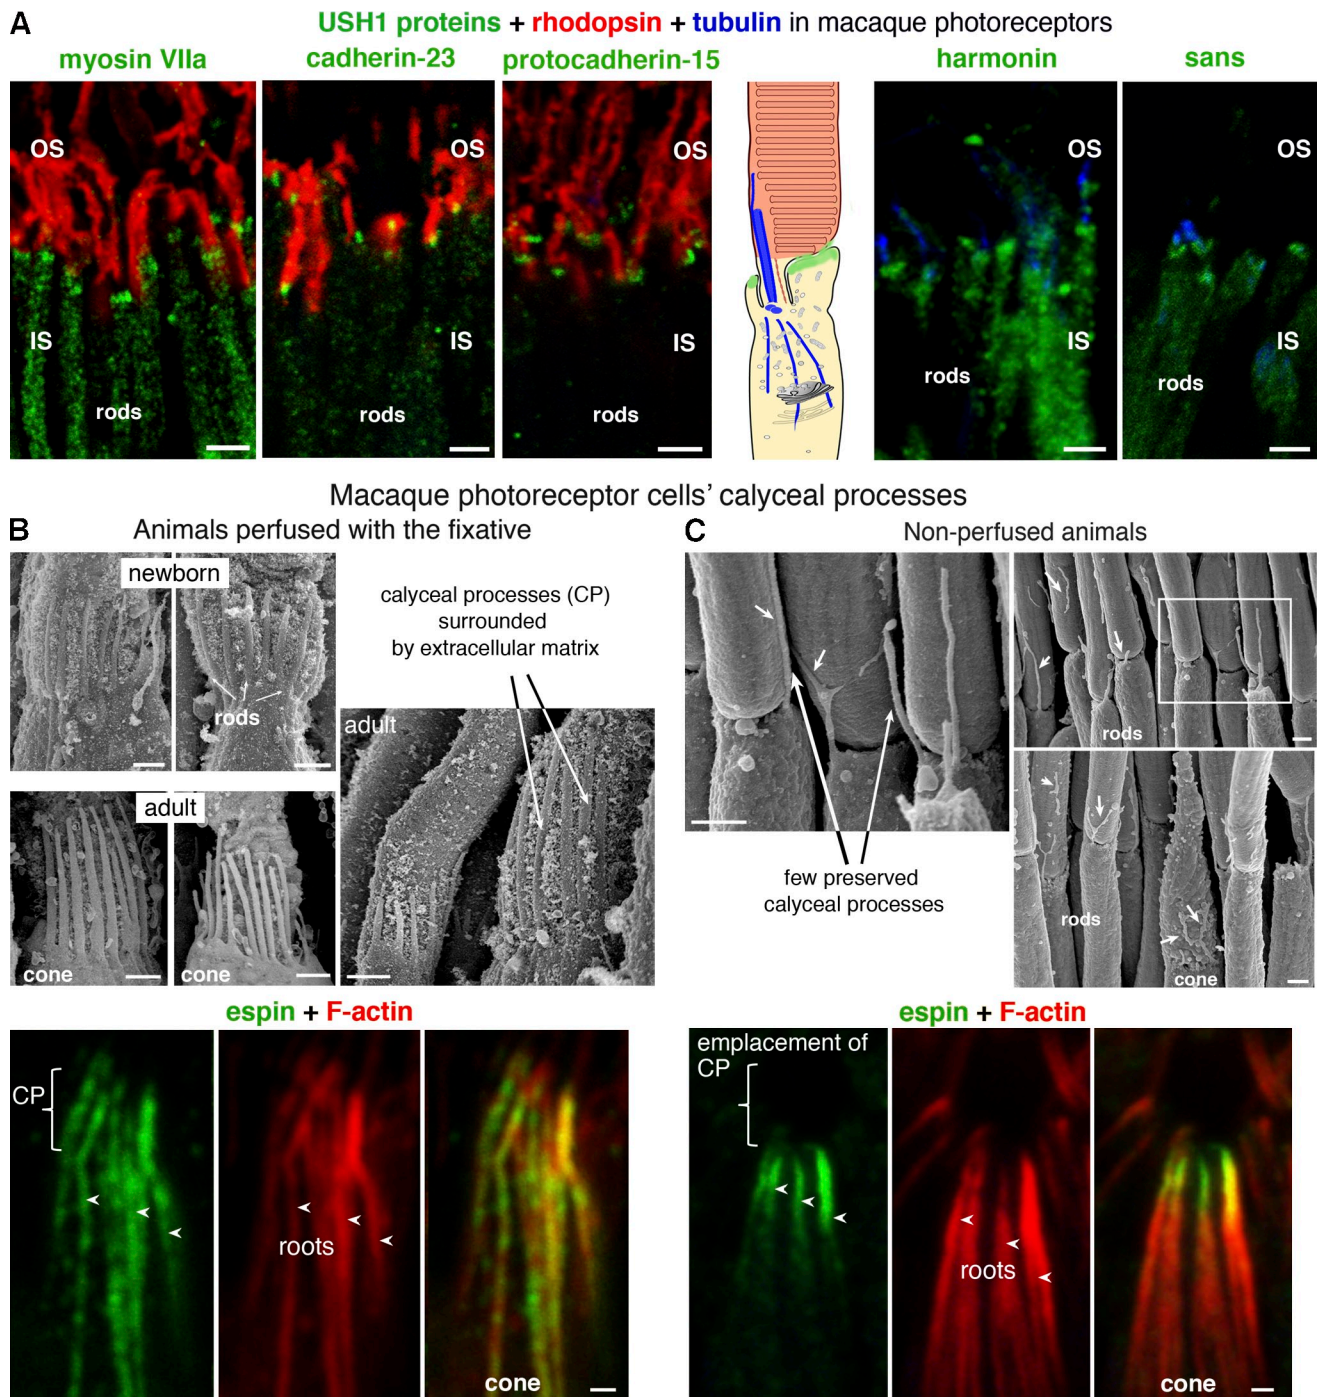 A
USH1 proteins + rhodopsin + tubulin in macaque photoreceptors
myosin VIIa
cadherin-23
protocadherin-15
harmonin
sans
OS
OS
OS
OS
OS
IS
IS
IS
IS
IS
rods
rods
rods
rods
rods
Macaque photoreceptor cells' calyceal processes
B
Animals perfused with the fixative
C
Non-perfused animals
newborn
rods
calyceal processes (CP)
surrounded
by extracellular matrix
adult
adult
cone
cone
rods
rods
cone
few preserved
calyceal processes
espin + F-actin
CP
roots
cone
espin + F-actin
emplacement of
CP
roots
cone